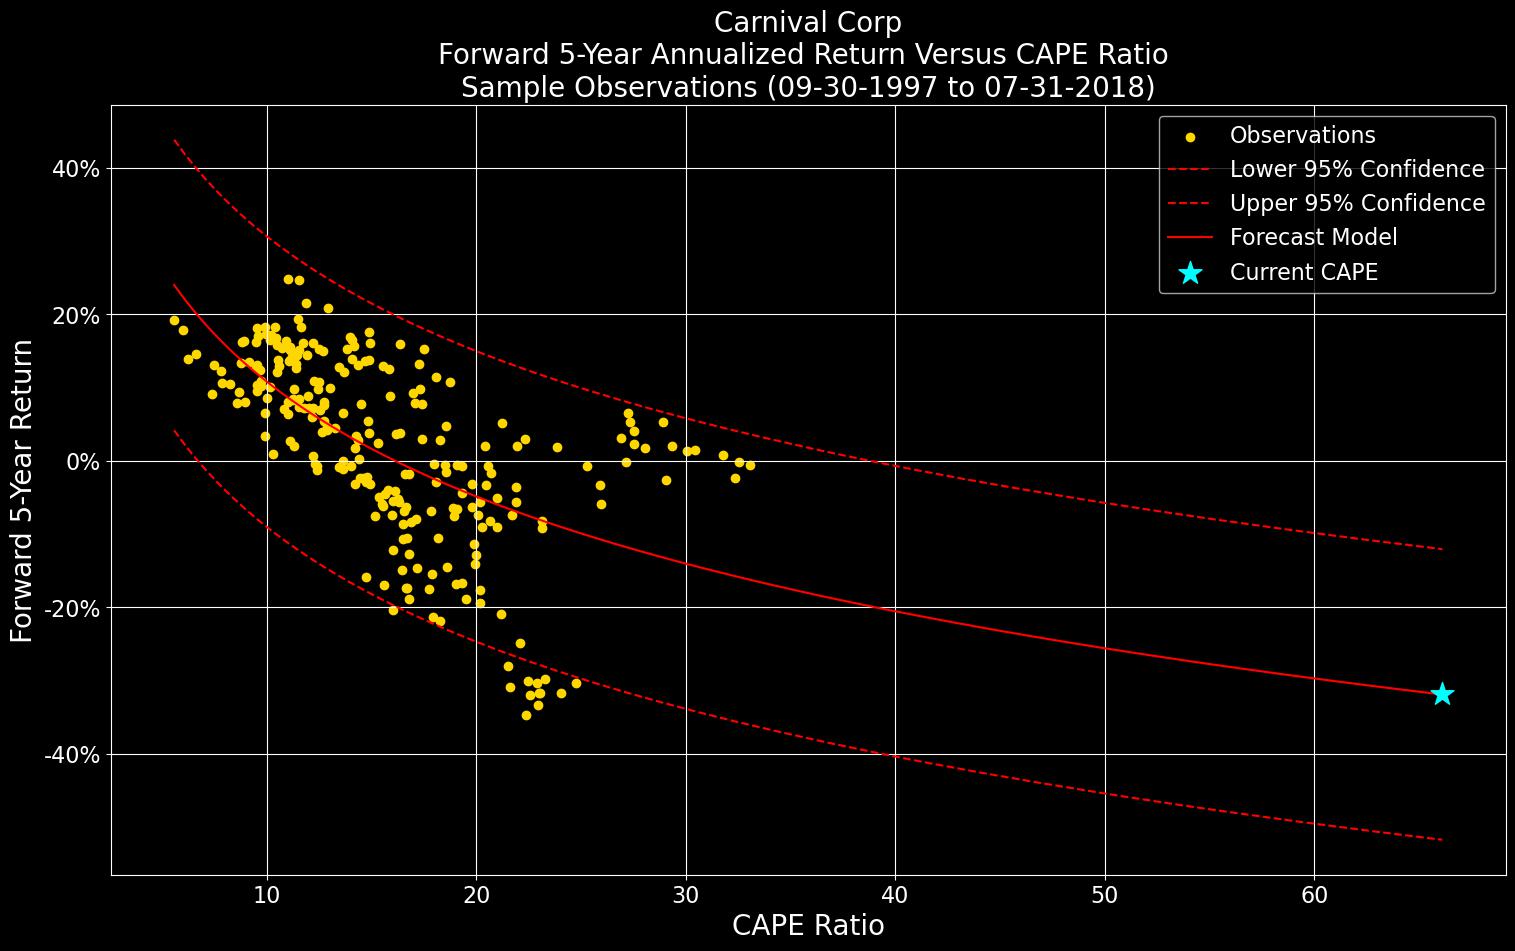 Carnival Corp
Forward 5-Year Annualized Return Versus CAPE Ratio
Sample Observations (09-30-1997 to 07-31-2018)
Observations
Lower 95% Confidence
Upper 95% Confidence
Forecast Model
Current CAPE
Forward 5-Year Return
40%
20%
0%
-20%
-40%
10 20 30 40 50 60
CAPE Ratio